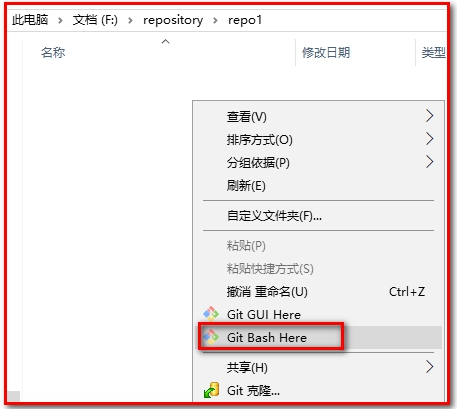 此电脑 > 文档 (F:) > repository > repo1
名称 修改日期 类型
查看(V)
排序方式(O)
分组依据(P)
刷新(E)
自定义文件夹(F)...
粘贴(P)
粘贴快捷方式(S)
撤消 重命名(U) Ctrl+Z
Git GUI Here
Git Bash Here
共享(H)
Git 克隆...